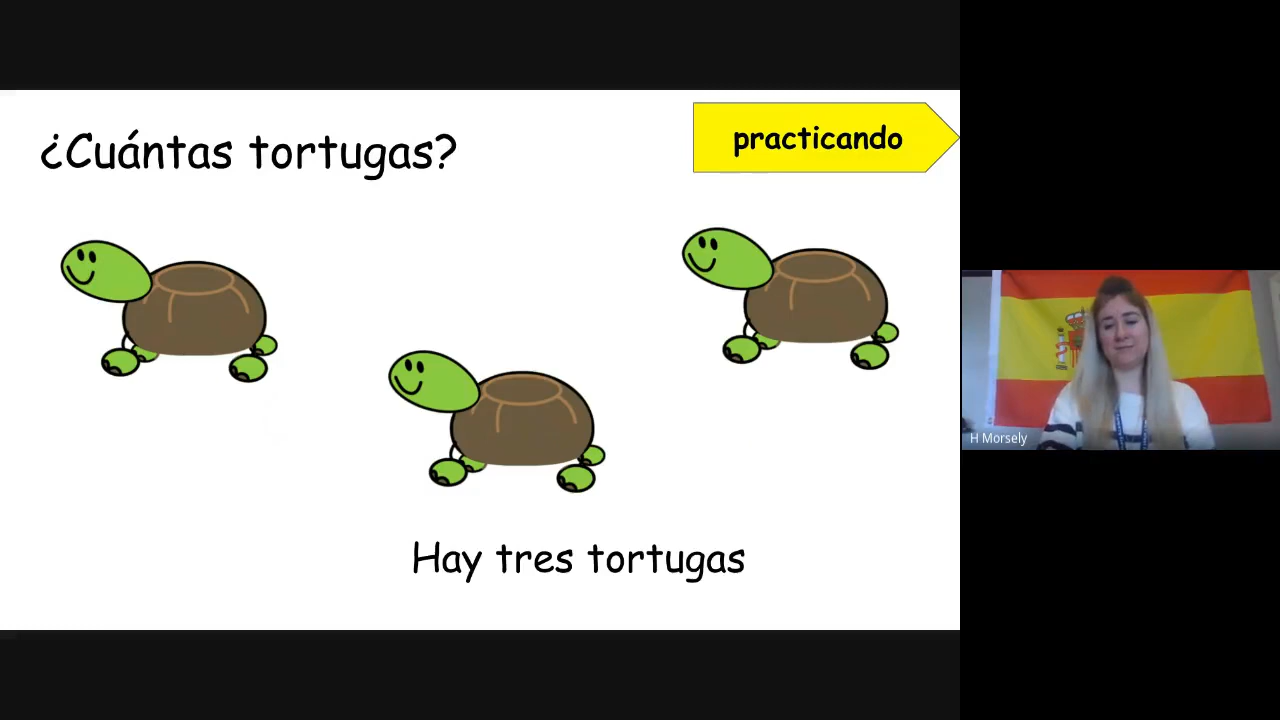 ¿Cuántas tortugas?
practicando
H Morsely
Hay tres tortugas